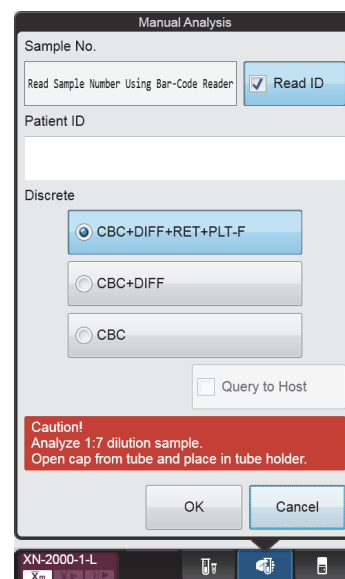 Manual Analysis
Sample No.
Read Sample Number Using Bar-Code Reader
Read ID
Patient ID
Discrete
CBC+DIFF+RET+PLT-F
CBC+DIFF
CBC
Query to Host
Caution!
Analyze 1:7 dilution sample.
Open cap from tube and place in tube holder.
OK
Cancel
XN-2000-1-L